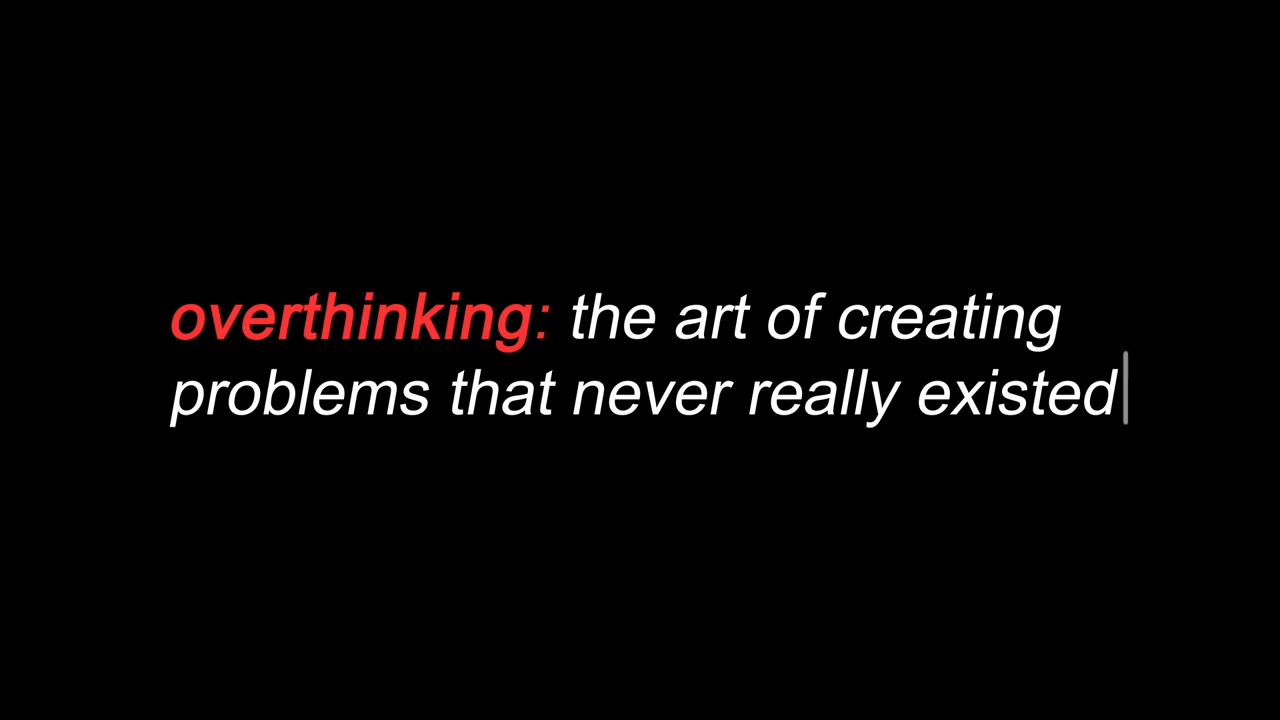 overthinking: the art of creating
problems that never really existed